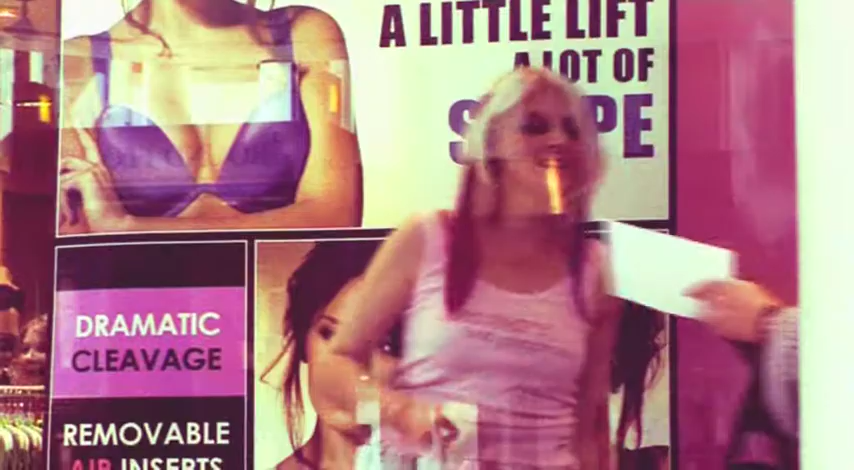 A LITTLE LIFT
A LOT OF
DRAMATIC
CLEAVAGE
REMOVABLE
AIR INSERTS